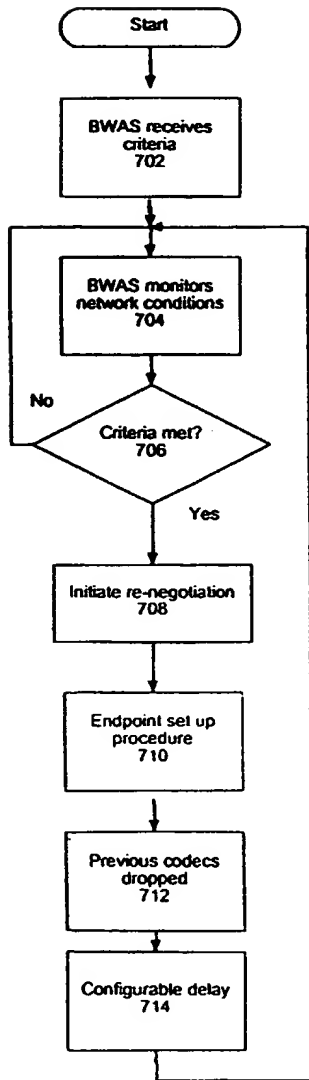 Start
BWAS receives
criteria
702
BWAS monitors
network conditions
704
No
Criteria met?
706
Yes
Initiate re-negotiation
708
Endpoint set up
procedure
710
Previous codecs
dropped
712
Configurable delay
714